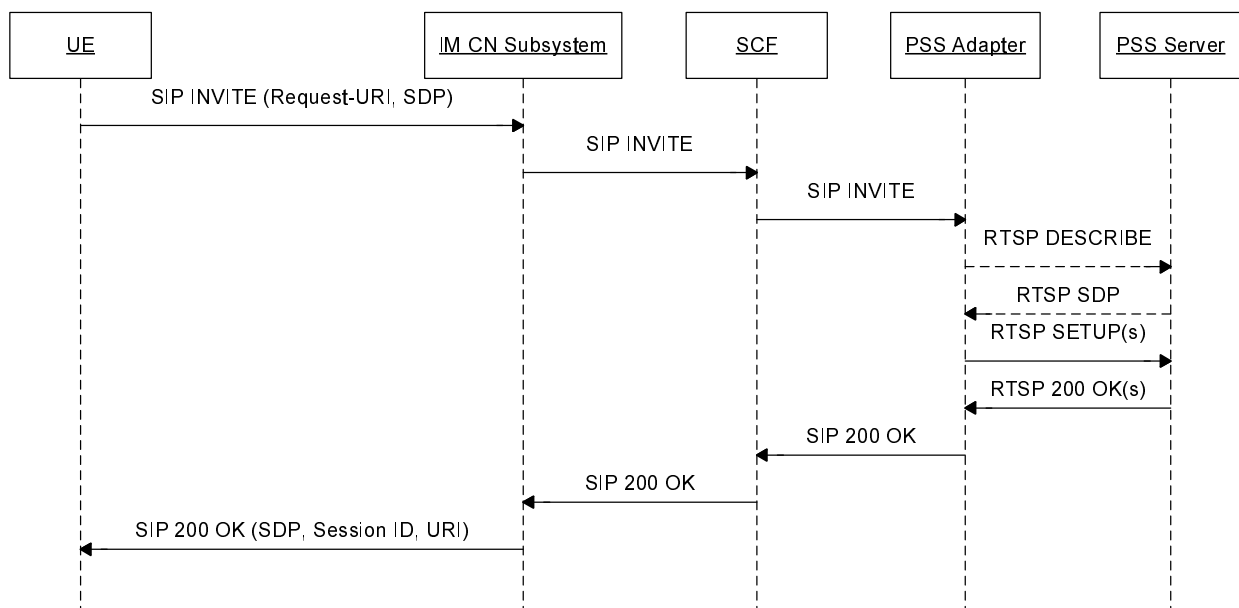 UE
IM CN Subsystem
SCF
PSS Adapter
PSS Server
SIP INVITE (Request-URI, SDP)
SIP INVITE
SIP INVITE
RTSP DESCRIBE
RTSP SDP
RTSP SETUP(s)
RTSP 200 OK(s)
SIP 200 OK
SIP 200 OK
SIP 200 OK (SDP, Session ID, URI)